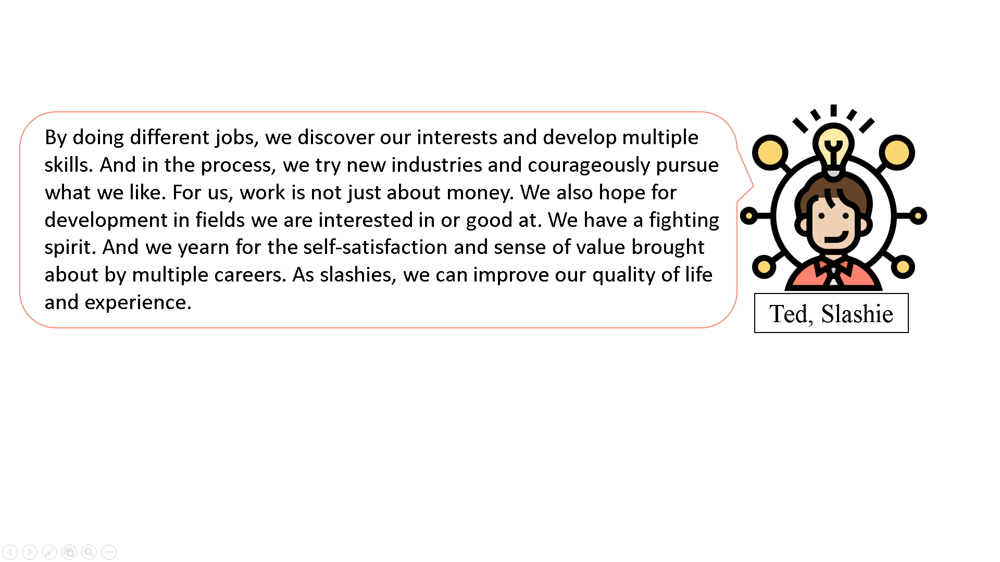 By doing different jobs, we discover our interests and develop multiple
skills. And in the process, we try new industries and courageously pursue
what we like. For us, work is not just about money. We also hope for
development in fields we are interested in or good at. We have a fighting
spirit. And we yearn for the self-satisfaction and sense of value brought
about by multiple careers. As slashies, we can improve our quality of life
and experience.
Ted, Slashie